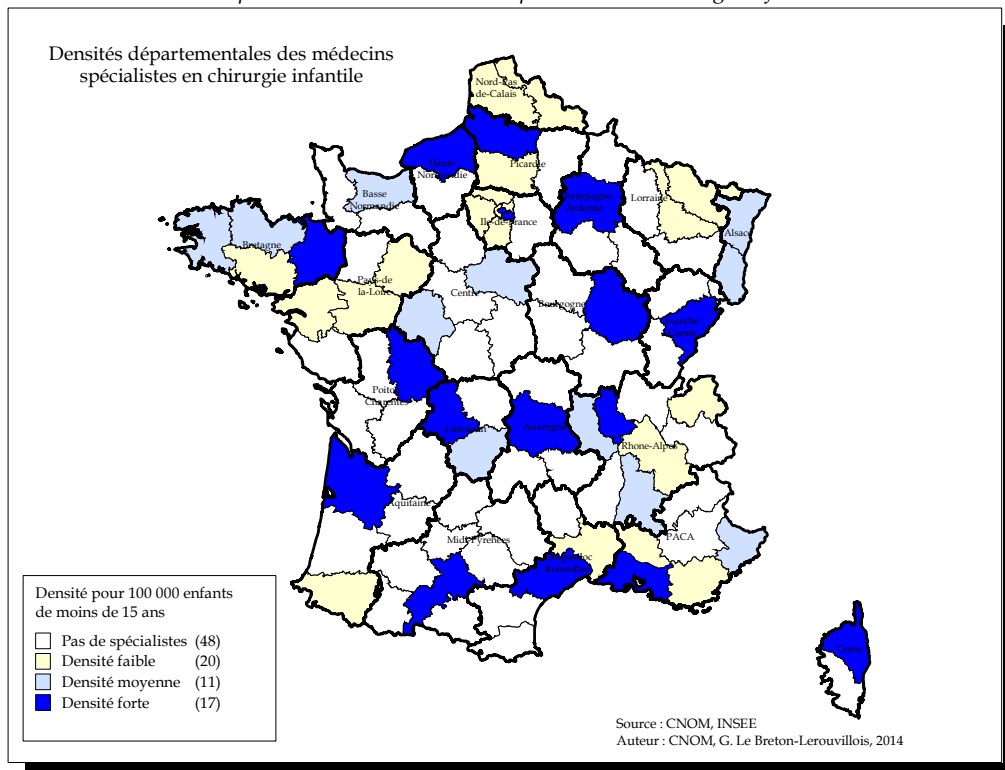 Densités départementales des médecins
spécialistes en chirurgie infantile
Nord-Pas
de-Calais
Haute
Normandie
Picardie
Basse
Normandie
Ile-de-France
Champagne
Ardenne
Lorraine
Alsace
Bretagne
Pays-de
la-Loire
Centre
Bourgogne
Franche
Comté
Poitou
Charentes
Limousin
Auvergne
Rhone-Alpes
Aquitaine
Midi-Pyrénées
PACA
Languedoc
Roussillon
Corse
Densité pour 100 000 enfants
de moins de 15 ans
Pas de spécialistes (48)
Densité faible (20)
Densité moyenne (11)
Densité forte (17)
Source : CNOM, INSEE
Auteur : CNOM, G. Le Breton-Lerouvillois, 2014